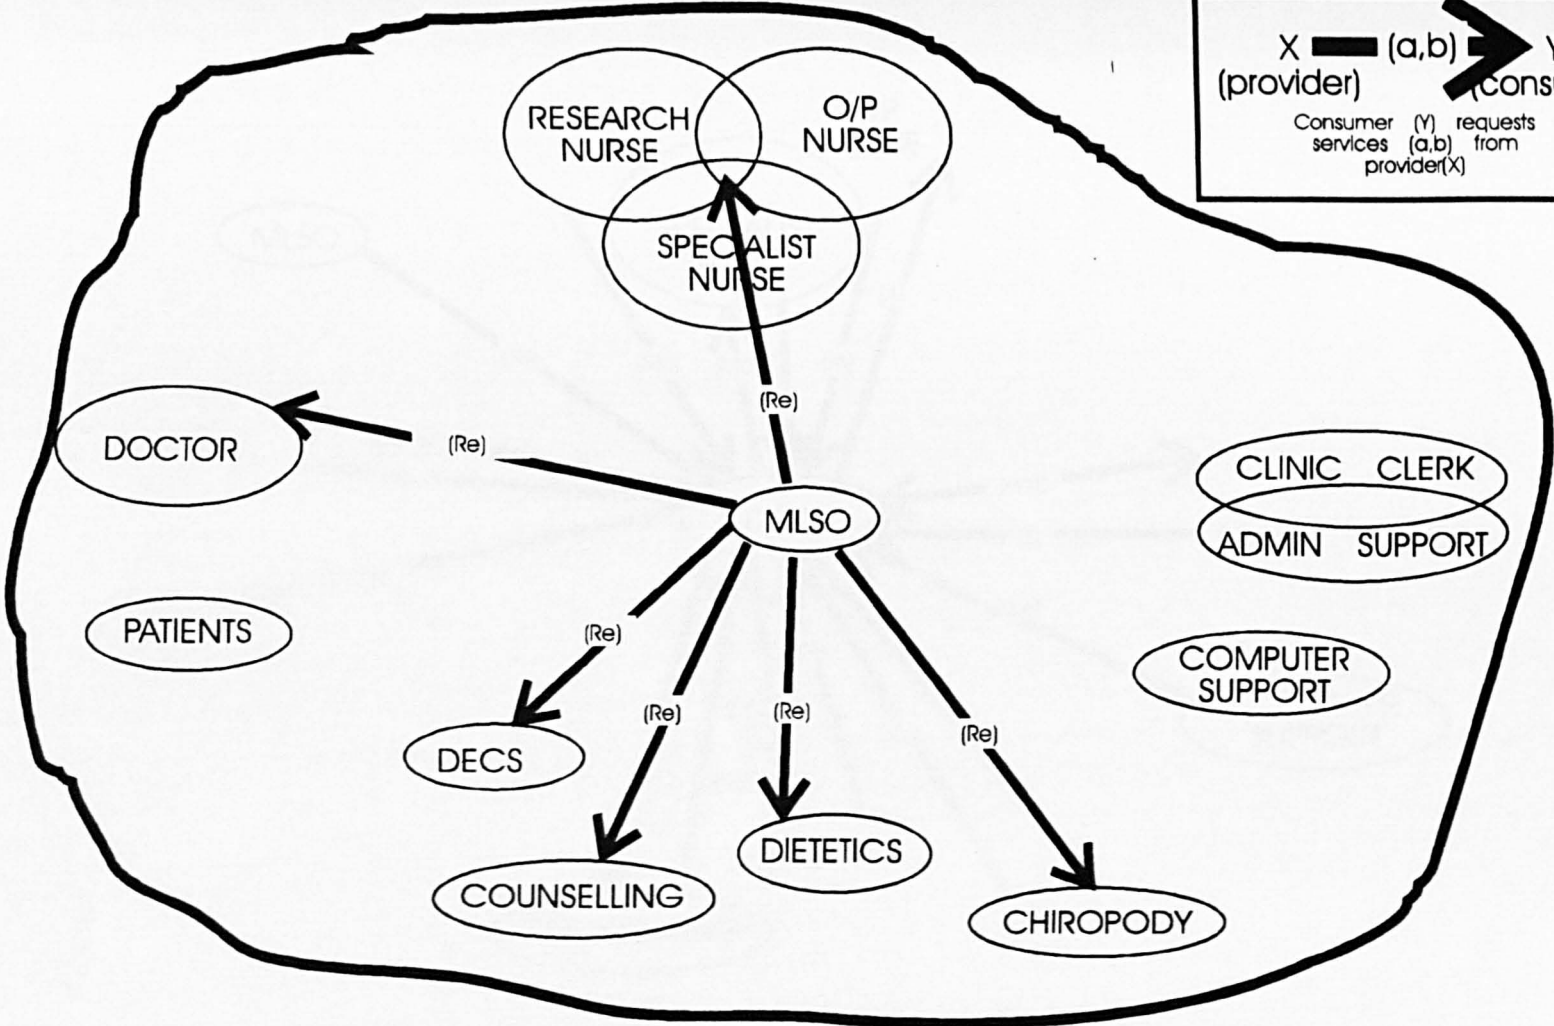 X (a,b)
(provider)
Consumer (Y) requests
services (a,b) from
provider(X)
RESEARCH
NURSE
O/P
NURSE
SPECIALIST
NURSE
(Re)
DOCTOR
(Re)
MLSO
CLINIC CLERK
ADMIN SUPPORT
PATIENTS
(Re)
COMPUTER
SUPPORT
(Re)
(Re)
(Re)
DECS
DIETETICS
COUNSELLING
CHIROPODY